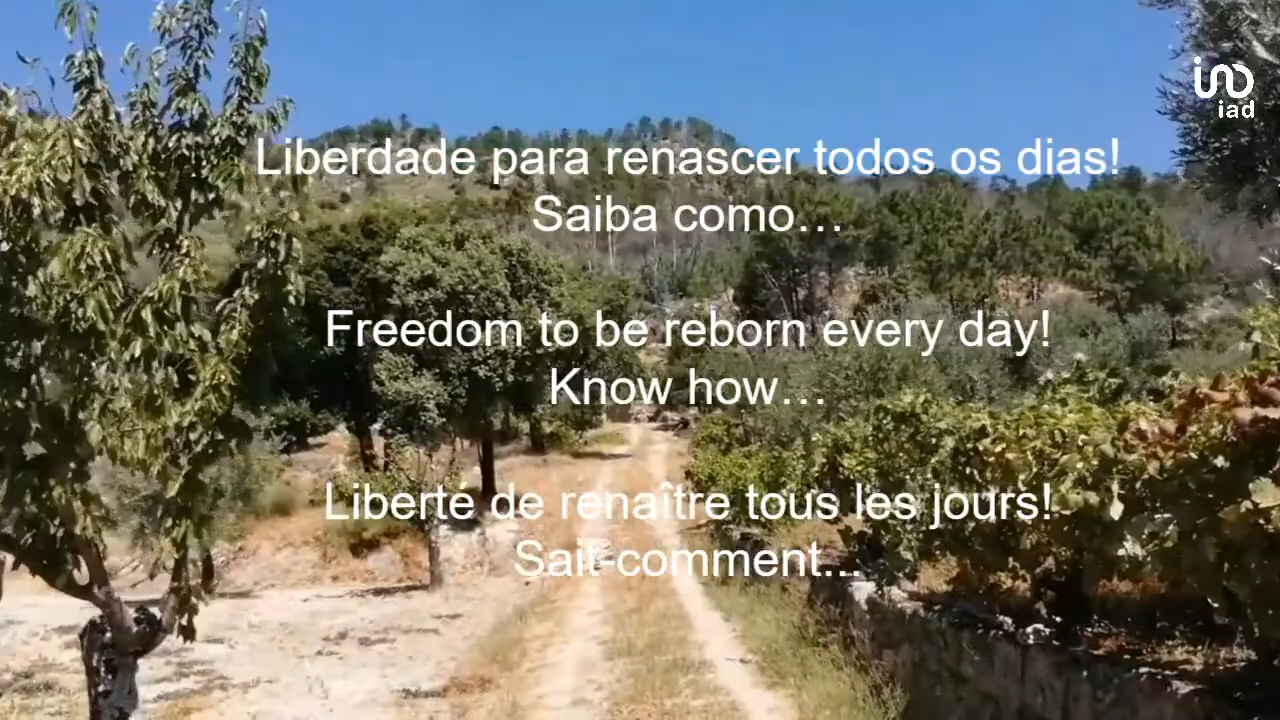 iad
Liberdade para renascer todos os dias!
Saiba como…
Freedom to be reborn every day!
Know how…
Liberté de renaître tous les jours!
Sait-comment...